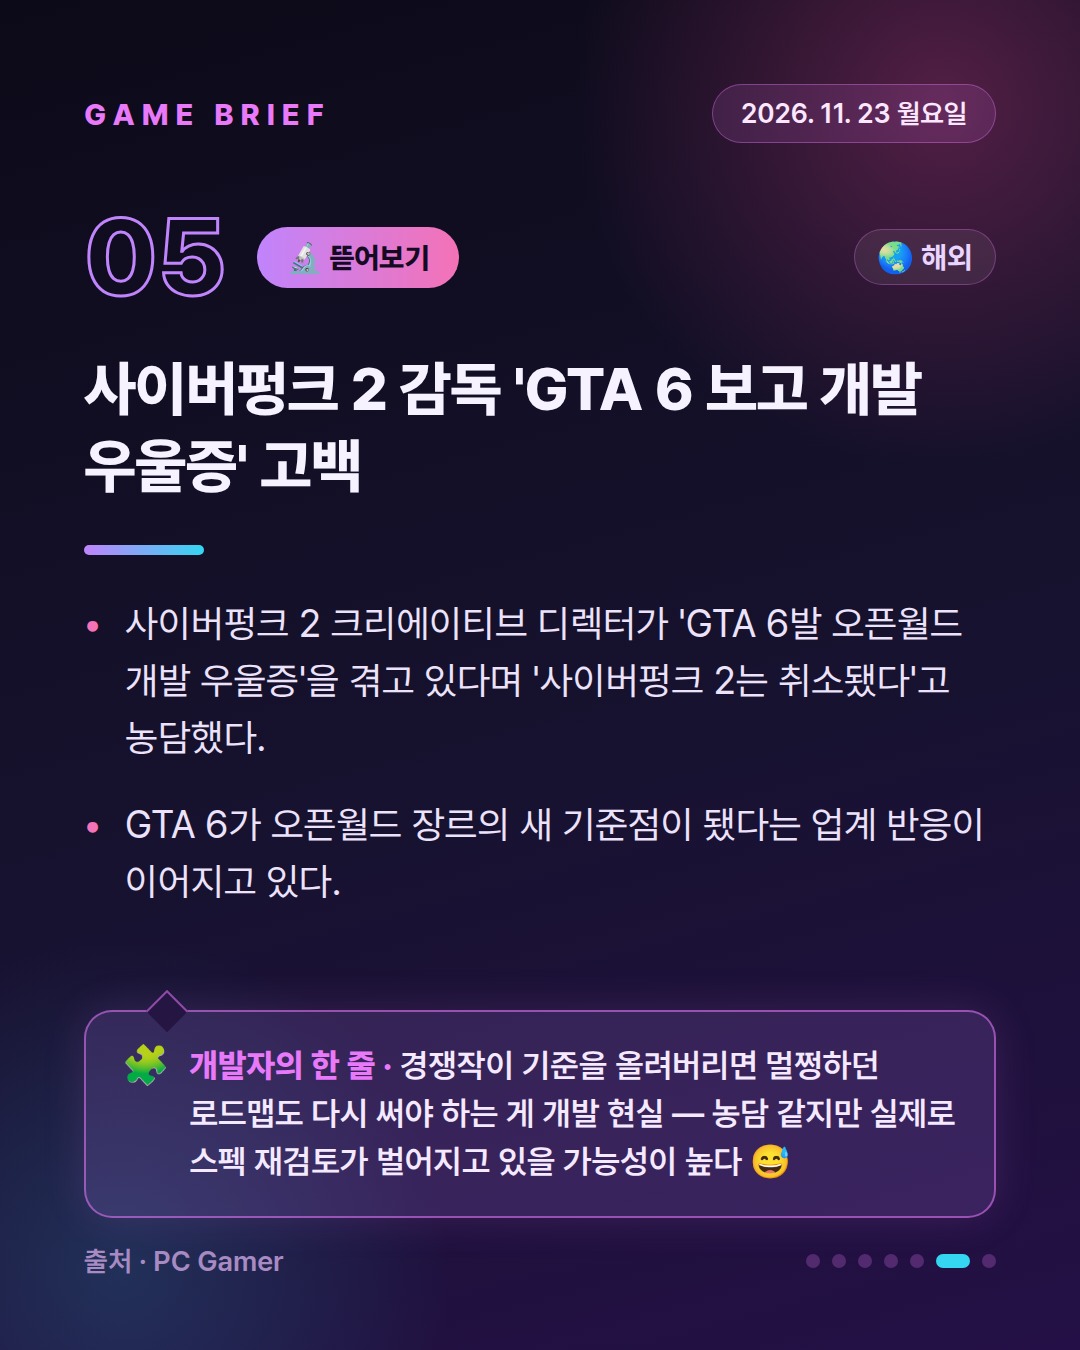 GAME BRIEF
2026. 11. 23 월요일
05
🔬 뜯어보기
🌏 해외
사이버펑크 2 감독 'GTA 6 보고 개발
우울증' 고백
• 사이버펑크 2 크리에이티브 디렉터가 'GTA 6발 오픈월드
개발 우울증'을 겪고 있다며 '사이버펑크 2는 취소됐다'고
농담했다.
• GTA 6가 오픈월드 장르의 새 기준점이 됐다는 업계 반응이
이어지고 있다.
🧩 개발자의 한 줄 · 경쟁작이 기준을 올려버리면 멀쩡하던
로드맵도 다시 써야 하는 게 개발 현실 — 농담 같지만 실제로
스펙 재검토가 벌어지고 있을 가능성이 높다 😅
출처 · PC Gamer